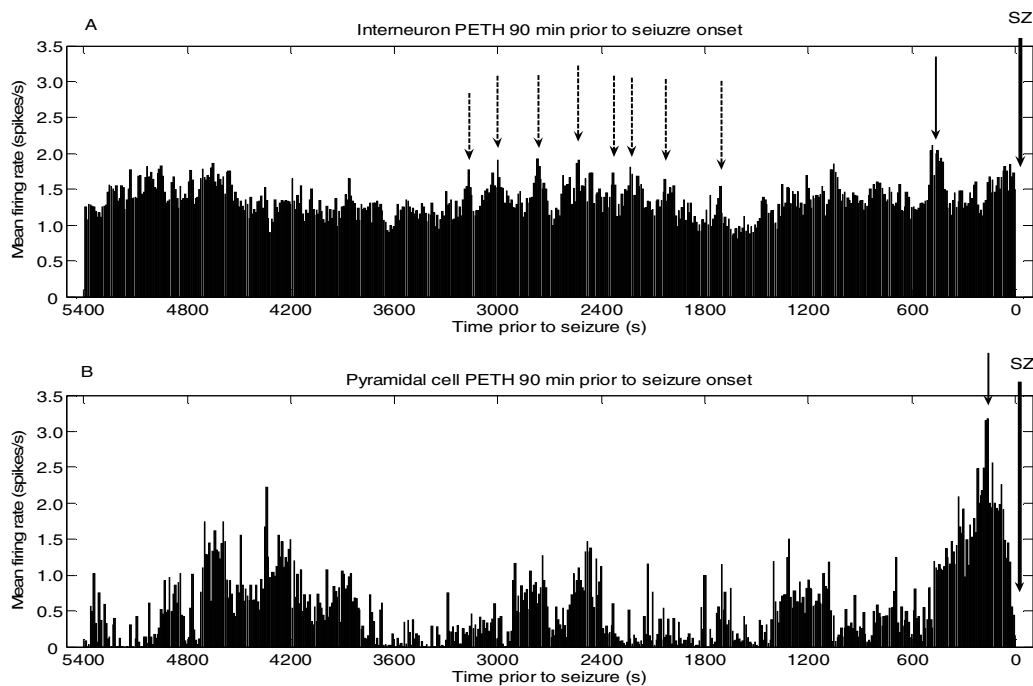 A
Interneuron PETH 90 min prior to seiuzre onset
SZ
Mean firing rate (spikes/s)
3.5
3.0
2.5
2.0
1.5
1.0
0.5
0
5400 4800 4200 3600 3000 2400 1800 1200 600 0
Time prior to seizure (s)
B
Pyramidal cell PETH 90 min prior to seizure onset
SZ
Mean firing rate (spikes/s)
3.5
3.0
2.5
2.0
1.5
1.0
0.5
0
5400 4800 4200 3600 3000 2400 1800 1200 600 0
Time prior to seizure (s)